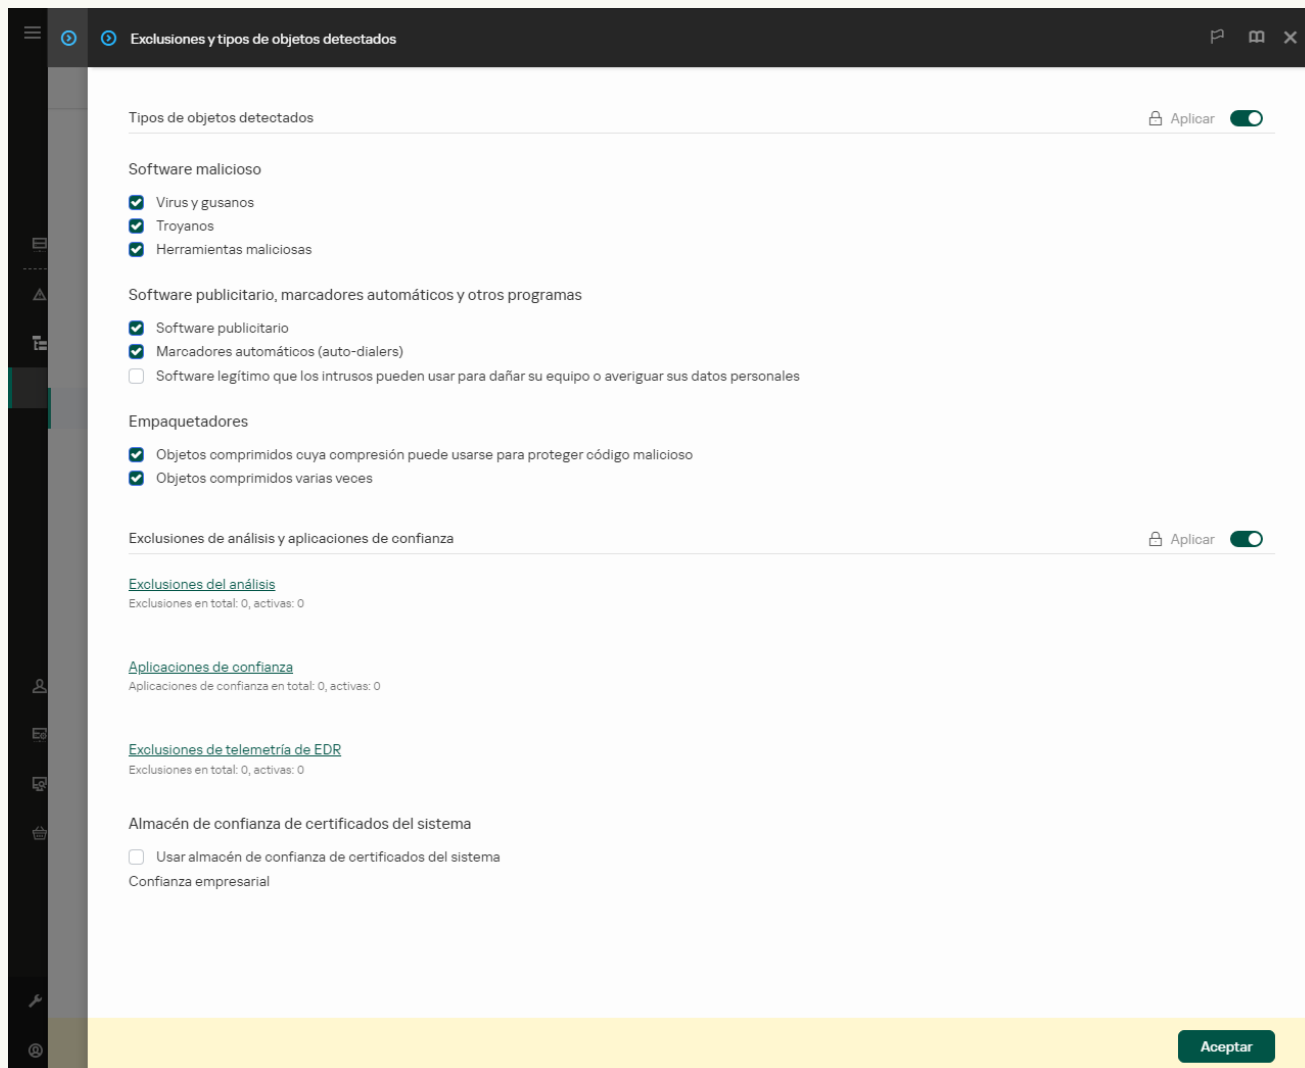 Exclusiones y tipos de objetos detectados
Tipos de objetos detectados
Aplicar
Software malicioso
Virus y gusanos
Troyanos
Herramientas maliciosas
Software publicitario, marcadores automáticos y otros programas
Software publicitario
Marcadores automáticos (auto-dialers)
Software legítimo que los intrusos pueden usar para dañar su equipo o averiguar sus datos personales
Empaquetadores
Objetos comprimidos cuya compresión puede usarse para proteger código malicioso
Objetos comprimidos varias veces
Exclusiones de análisis y aplicaciones de confianza
Aplicar
Exclusiones del análisis
Exclusiones en total: 0, activas: 0
Aplicaciones de confianza
Aplicaciones de confianza en total: 0, activas: 0
Exclusiones de telemetría de EDR
Exclusiones en total: 0, activas: 0
Almacén de confianza de certificados del sistema
Usar almacén de confianza de certificados del sistema
Confianza empresarial
Aceptar